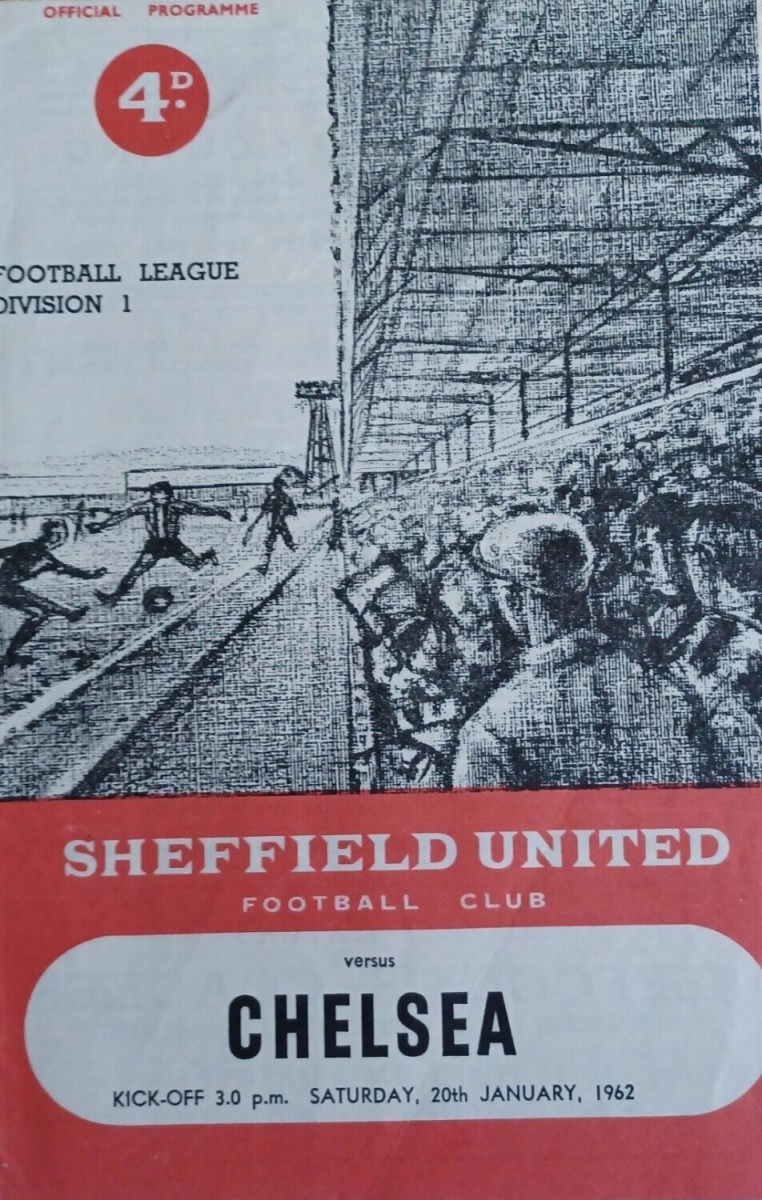 OFFICIAL PROGRAMME
4D.
FOOTBALL LEAGUE
DIVISION 1
SHEFFIELD UNITED
FOOTBALL CLUB
versus
CHELSEA
KICK-OFF 3.0 p.m. SATURDAY, 20th JANUARY, 1962